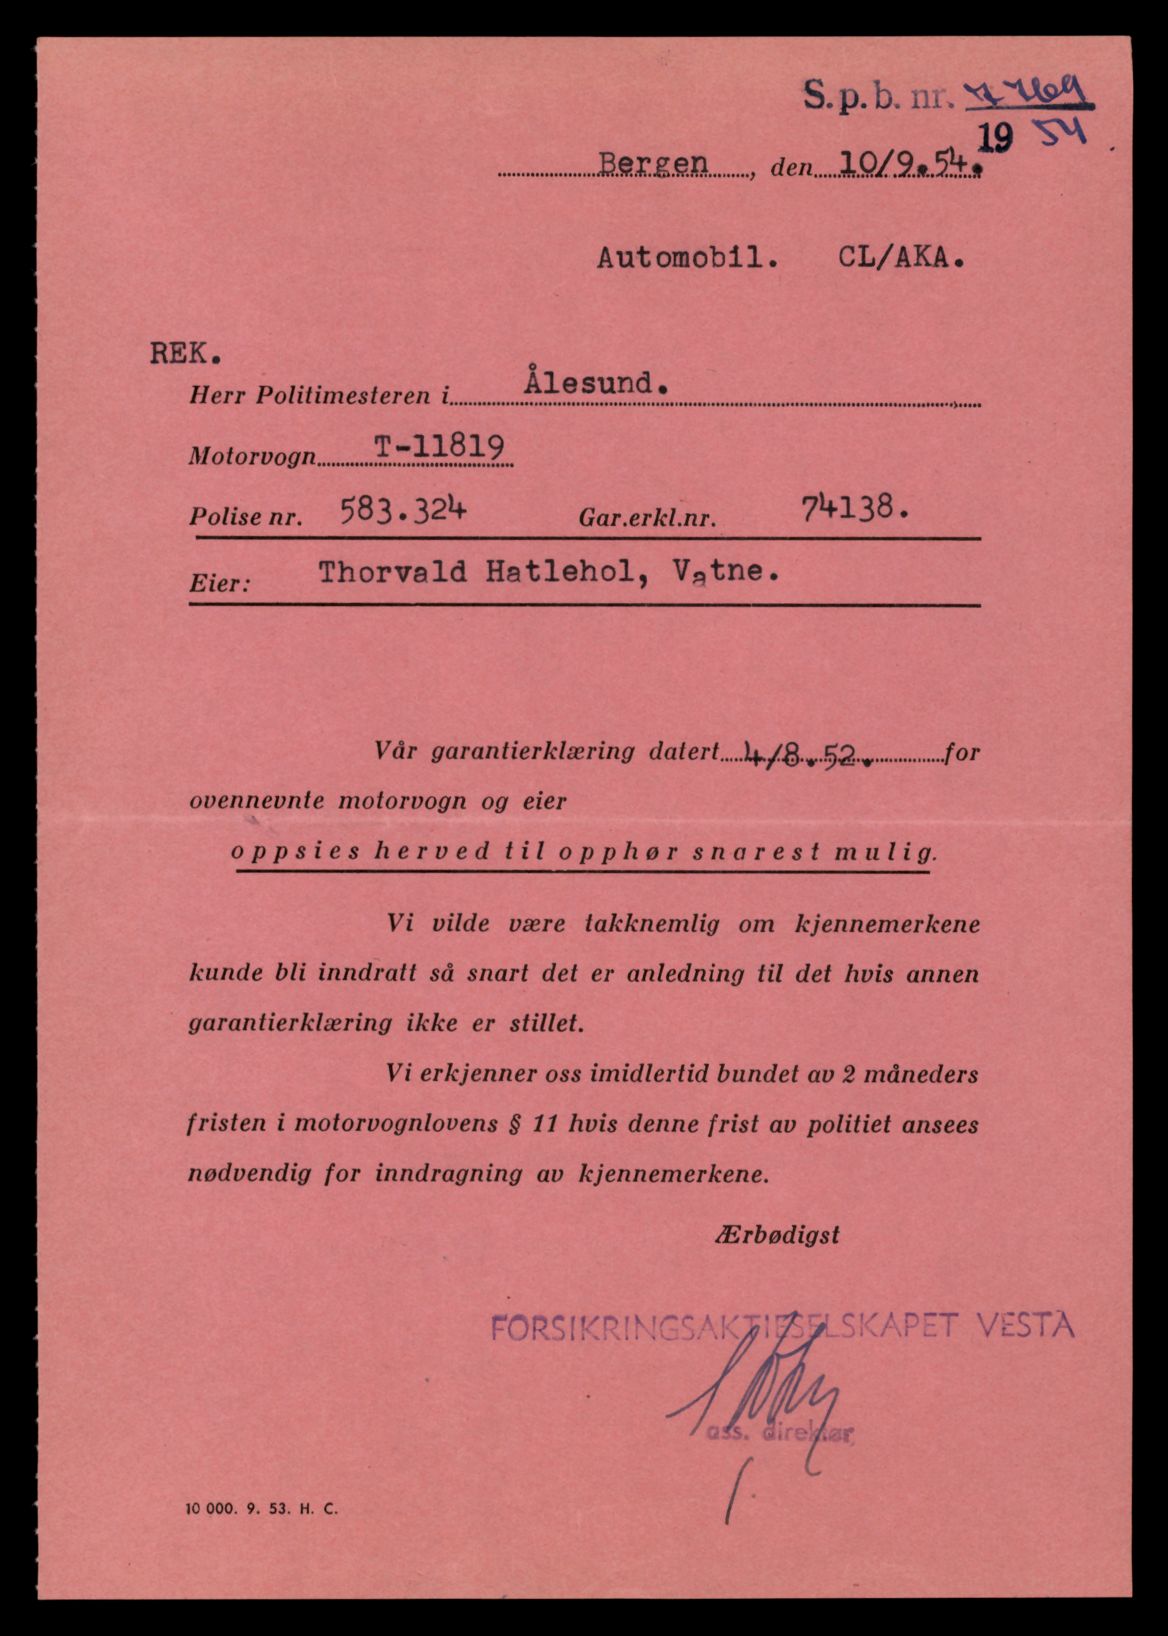 S.p.b. nr. 7769
19 54
Bergen, den 10/9.54.
Automobil. CL/AKA.
REK.
Herr Politimesteren i Ålesund.
Motorvogn T-11819
Polise nr. 583.324 Gar.erkl.nr. 74138.
Eier: Thorvald Hatlehol, Vatne.
Vår garantierklæring datert 4/8.52. for
ovennevnte motorvogn og eier
oppsies herved til opphør snarest mulig.
Vi vilde være takknemlig om kjennemerkene
kunde bli inndratt så snart det er anledning til det hvis annen
garantierklæring ikke er stillet.
Vi erkjenner oss imidlertid bundet av 2 måneders
fristen i motorvognlovens § 11 hvis denne frist av politiet ansees
nødvendig for inndragning av kjennemerkene.
Ærbødigst
FORSIKRINGSAKTIESELSKAPET VESTA
ass. direktør
10 000. 9. 53. H. C.